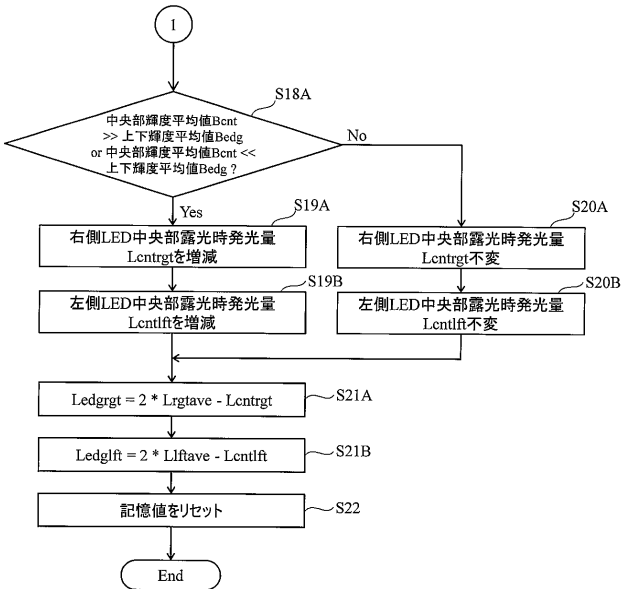 1
S18A
中央部輝度平均値Bcnt
>> 上下輝度平均値Bedg
or 中央部輝度平均値Bcnt <<
上下輝度平均値Bedg ?
No
Yes
S19A
右側LED中央部露光時発光量
Lcntrgtを増減
S20A
右側LED中央部露光時発光量
Lcntrgt不変
S19B
左側LED中央部露光時発光量
Lcntlftを増減
S20B
左側LED中央部露光時発光量
Lcntlft不変
Ledgrgt = 2 * Lrgtave - Lcntrgt
S21A
Ledglft = 2 * Llftave - Lcntlft
S21B
記憶値をリセット
S22
End